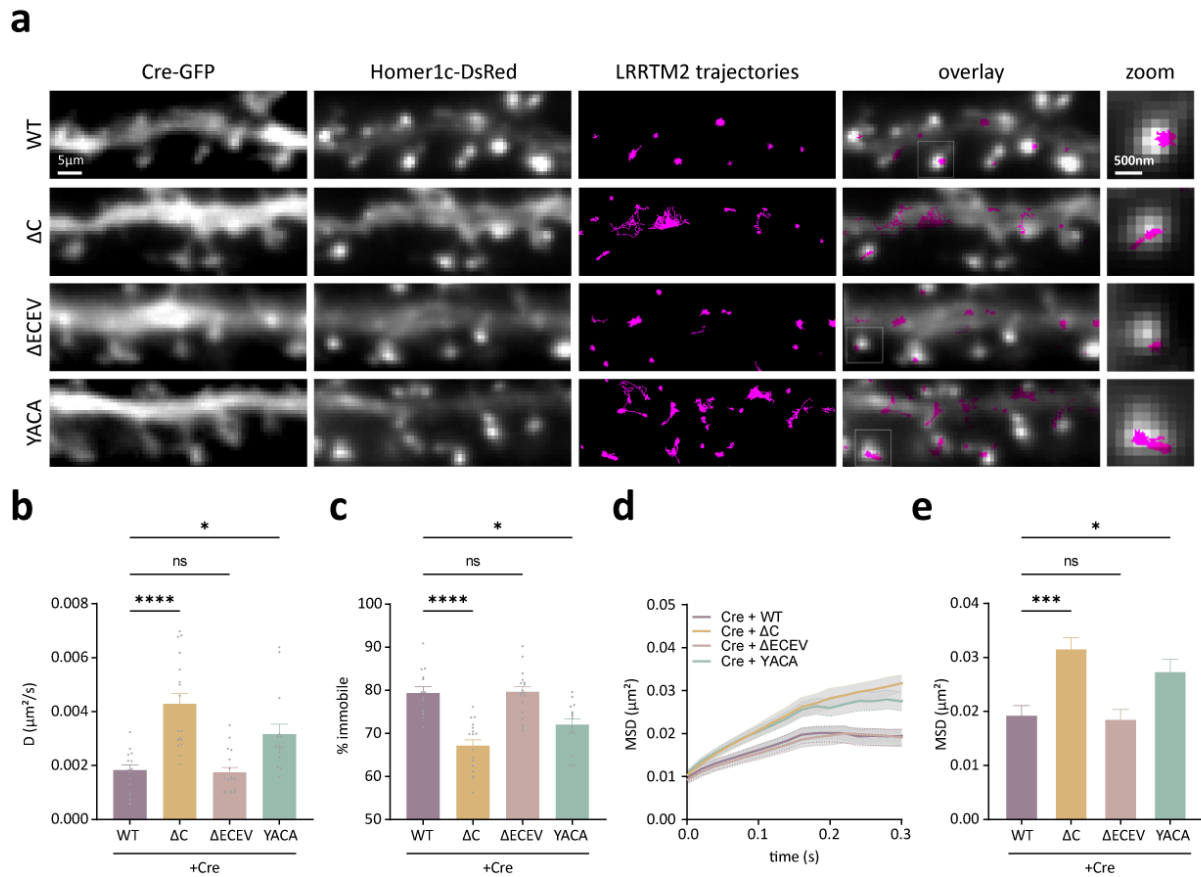 a
Cre-GFP Homer1c-DsRed LRRTM2 trajectories overlay zoom
WT
5µm
500nm
ΔC
ΔECEV
YACA
b
*
ns
****
D (µm²/s)
0.008
0.006
0.004
0.002
0.000
WT ΔC ΔECEV YACA
+Cre
c
*
ns
****
% immobile
100
90
80
70
60
50
WT ΔC ΔECEV YACA
+Cre
d
MSD (µm²)
0.05
0.04
0.03
0.02
0.01
0.00
Cre + WT
Cre + ΔC
Cre + ΔECEV
Cre + YACA
0.0 0.1 0.2 0.3
time (s)
e
*
ns
***
MSD (µm²)
0.04
0.03
0.02
0.01
0.00
WT ΔC ΔECEV YACA
+Cre